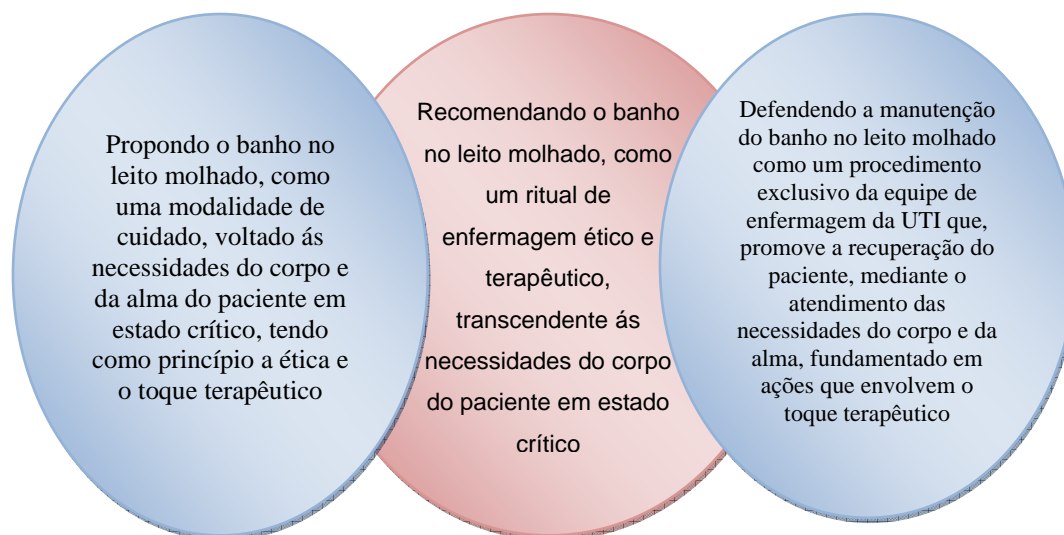 Propondo o banho no
leito molhado, como
uma modalidade de
cuidado, voltado ás
necessidades do corpo e
da alma do paciente em
estado crítico, tendo
como princípio a ética e
o toque terapêutico
Recomendando o banho
no leito molhado, como
um ritual de
enfermagem ético e
terapêutico,
transcendente ás
necessidades do corpo
do paciente em estado
crítico
Defendendo a manutenção
do banho no leito molhado
como um procedimento
exclusivo da equipe de
enfermagem da UTI que,
promove a recuperação do
paciente, mediante o
atendimento das
necessidades do corpo e da
alma, fundamentado em
ações que envolvem o
toque terapêutico